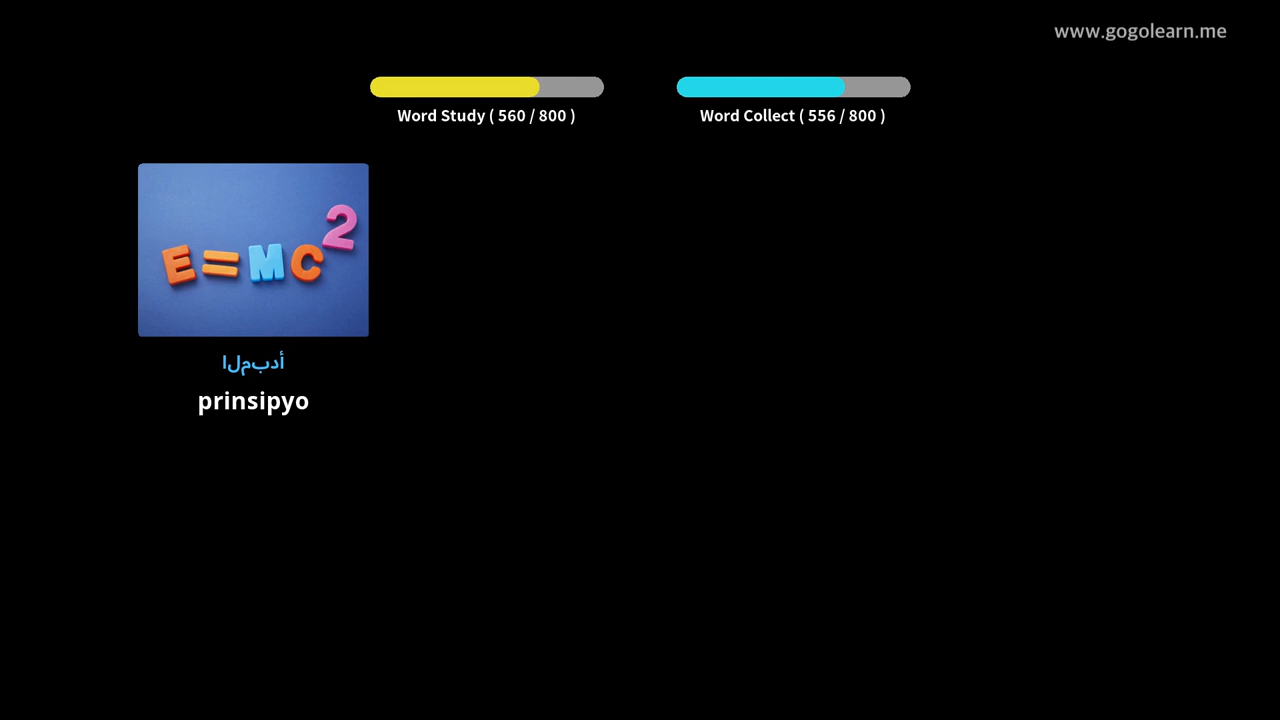 www.gogolearn.me
Word Study ( 560 / 800 )
Word Collect ( 556 / 800 )
E=MC2
المبدأ
prinsipyo